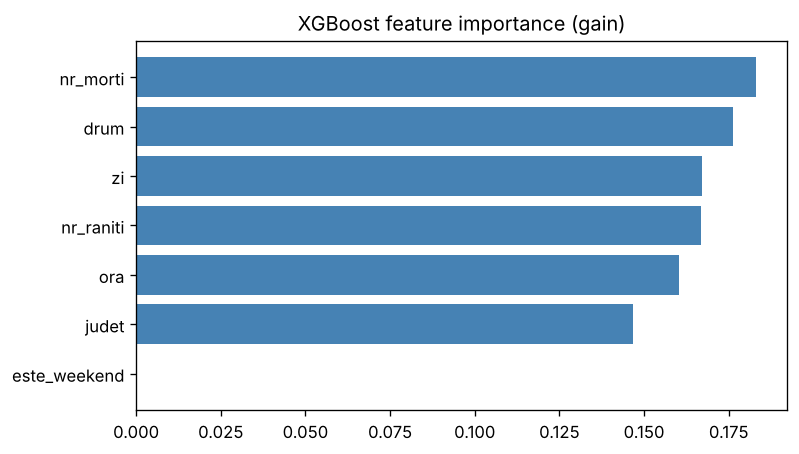 XGBoost feature importance (gain)
nr_morti
drum
zi
nr_raniti
ora
judet
este_weekend
0.000 0.025 0.050 0.075 0.100 0.125 0.150 0.175